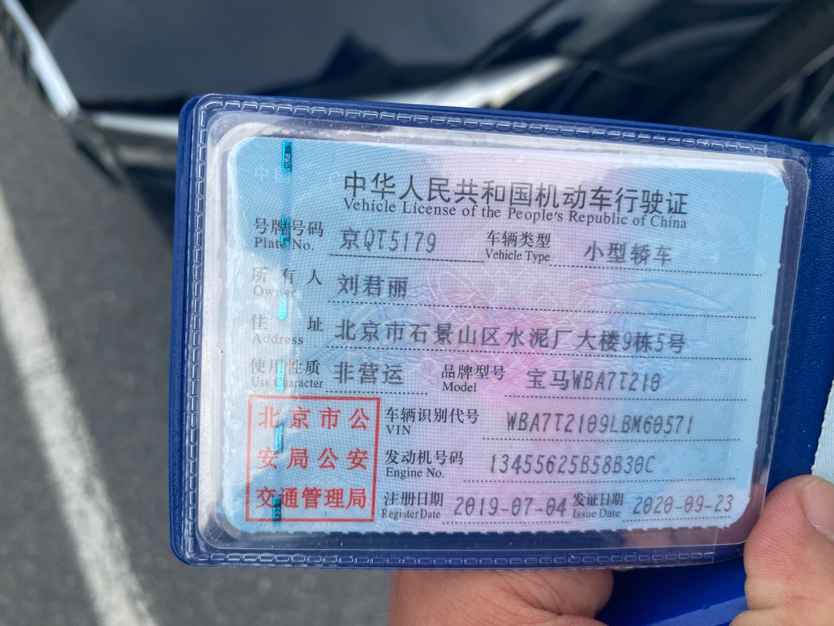 中华人民共和国机动车行驶证
Vehicle License of the People's Republic of China
号牌号码 京QT5179 车辆类型 小型轿车
Plate No. Vehicle Type
所有人 刘君丽
Owner
住址 北京市石景山区水泥厂大楼9栋5号
Address
使用性质 非营运 品牌型号 宝马WBA7T210
Use Character Model
北京市公
安局公安
交通管理局
车辆识别代号 WBA7T2109LBM60571
VIN
发动机号码 13455625B58B30C
Engine No.
注册日期 2019-07-04 发证日期 2020-09-23
Register Date Issue Date